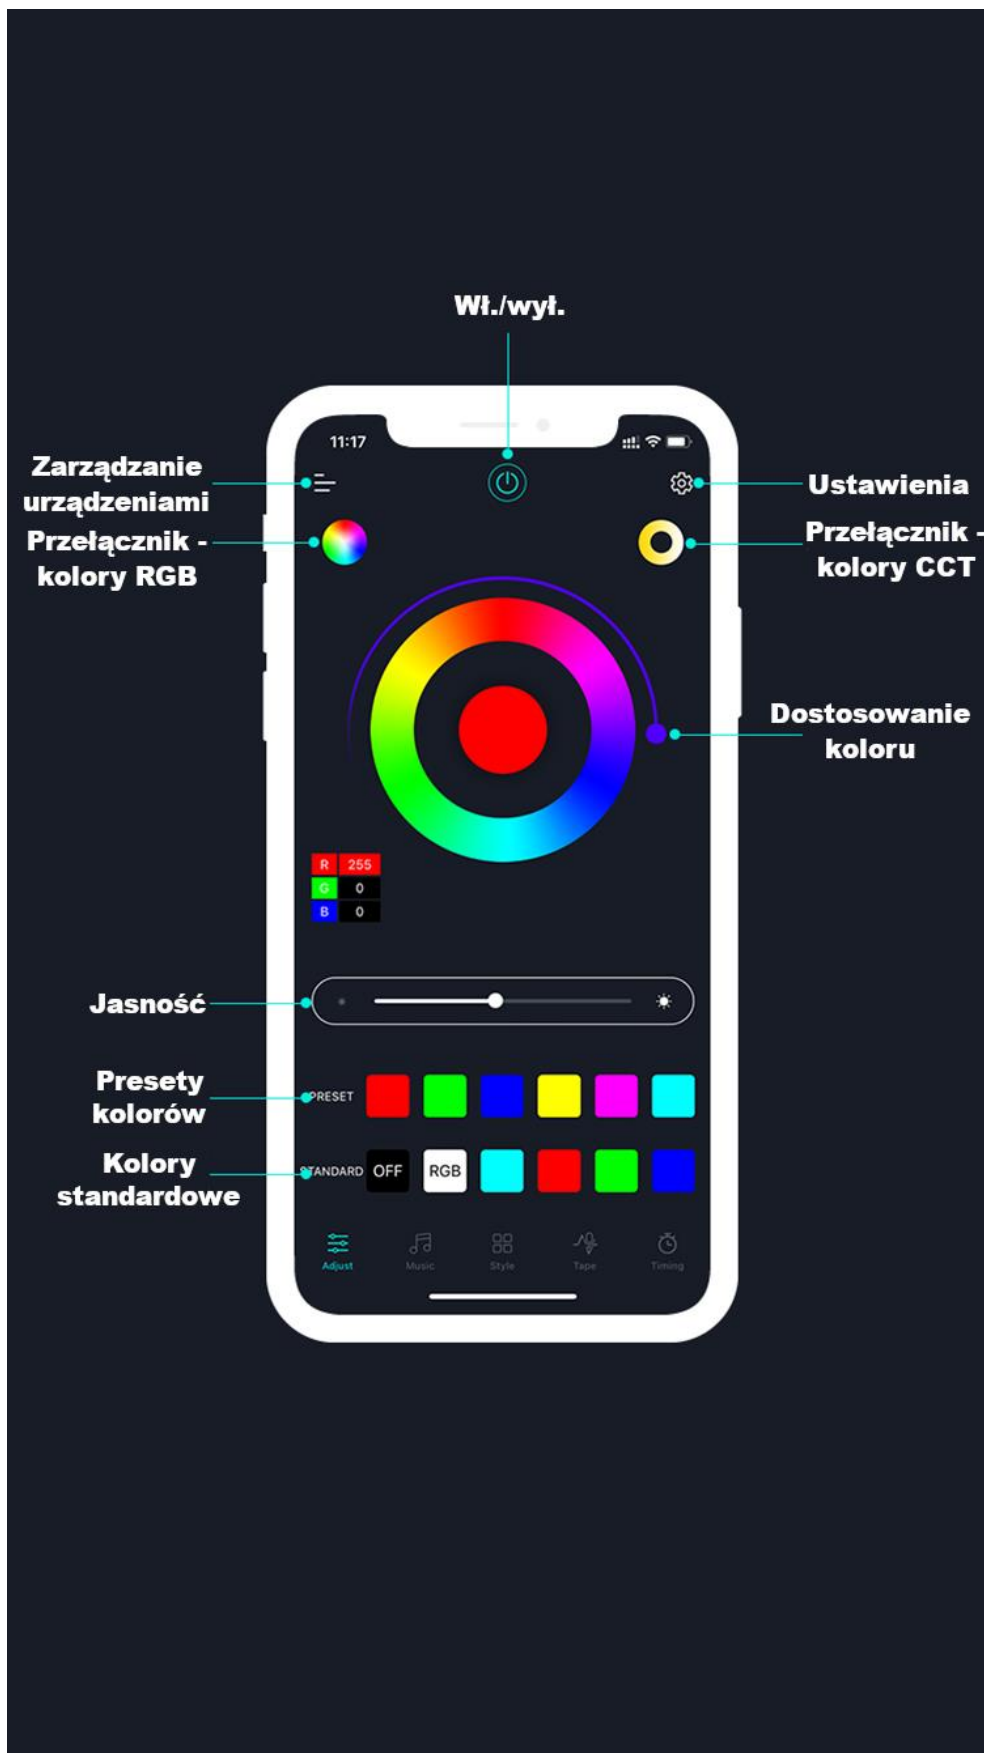 Wł./wył.
11:17
Zarządzanie
urządzeniami
Ustawienia
Przełącznik -
kolory RGB
Przełącznik -
kolory CCT
Dostosowanie
koloru
R 255
G 0
B 0
Jasność
Presety
kolorów
PRESET
Kolory
standardowe
STANDARD OFF RGB
Adjust Music Style Tape Timing